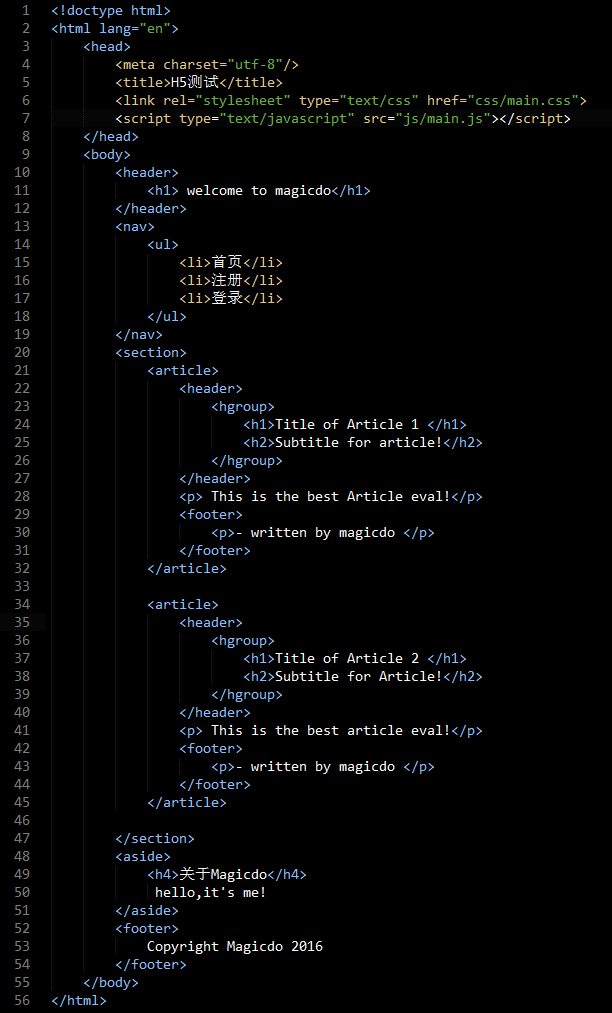 1 <!doctype html>
2 <html lang="en">
3 <head>
4 <meta charset="utf-8"/>
5 <title>H5测试</title>
6 <link rel="stylesheet" type="text/css" href="css/main.css">
7 <script type="text/javascript" src="js/main.js"></script>
8 </head>
9 <body>
10 <header>
11 <h1> welcome to magicdo</h1>
12 </header>
13 <nav>
14 <ul>
15 <li>首页</li>
16 <li>注册</li>
17 <li>登录</li>
18 </ul>
19 </nav>
20 <section>
21 <article>
22 <header>
23 <hgroup>
24 <h1>Title of Article 1 </h1>
25 <h2>Subtitle for article!</h2>
26 </hgroup>
27 </header>
28 <p> This is the best Article eval!</p>
29 <footer>
30 <p>- written by magicdo </p>
31 </footer>
32 </article>
33
34 <article>
35 <header>
36 <hgroup>
37 <h1>Title of Article 2 </h1>
38 <h2>Subtitle for Article!</h2>
39 </hgroup>
40 </header>
41 <p> This is the best article eval!</p>
42 <footer>
43 <p>- written by magicdo </p>
44 </footer>
45 </article>
46
47 </section>
48 <aside>
49 <h4>关于Magicdo</h4>
50 hello,it's me!
51 </aside>
52 <footer>
53 Copyright Magicdo 2016
54 </footer>
55 </body>
56 </html>